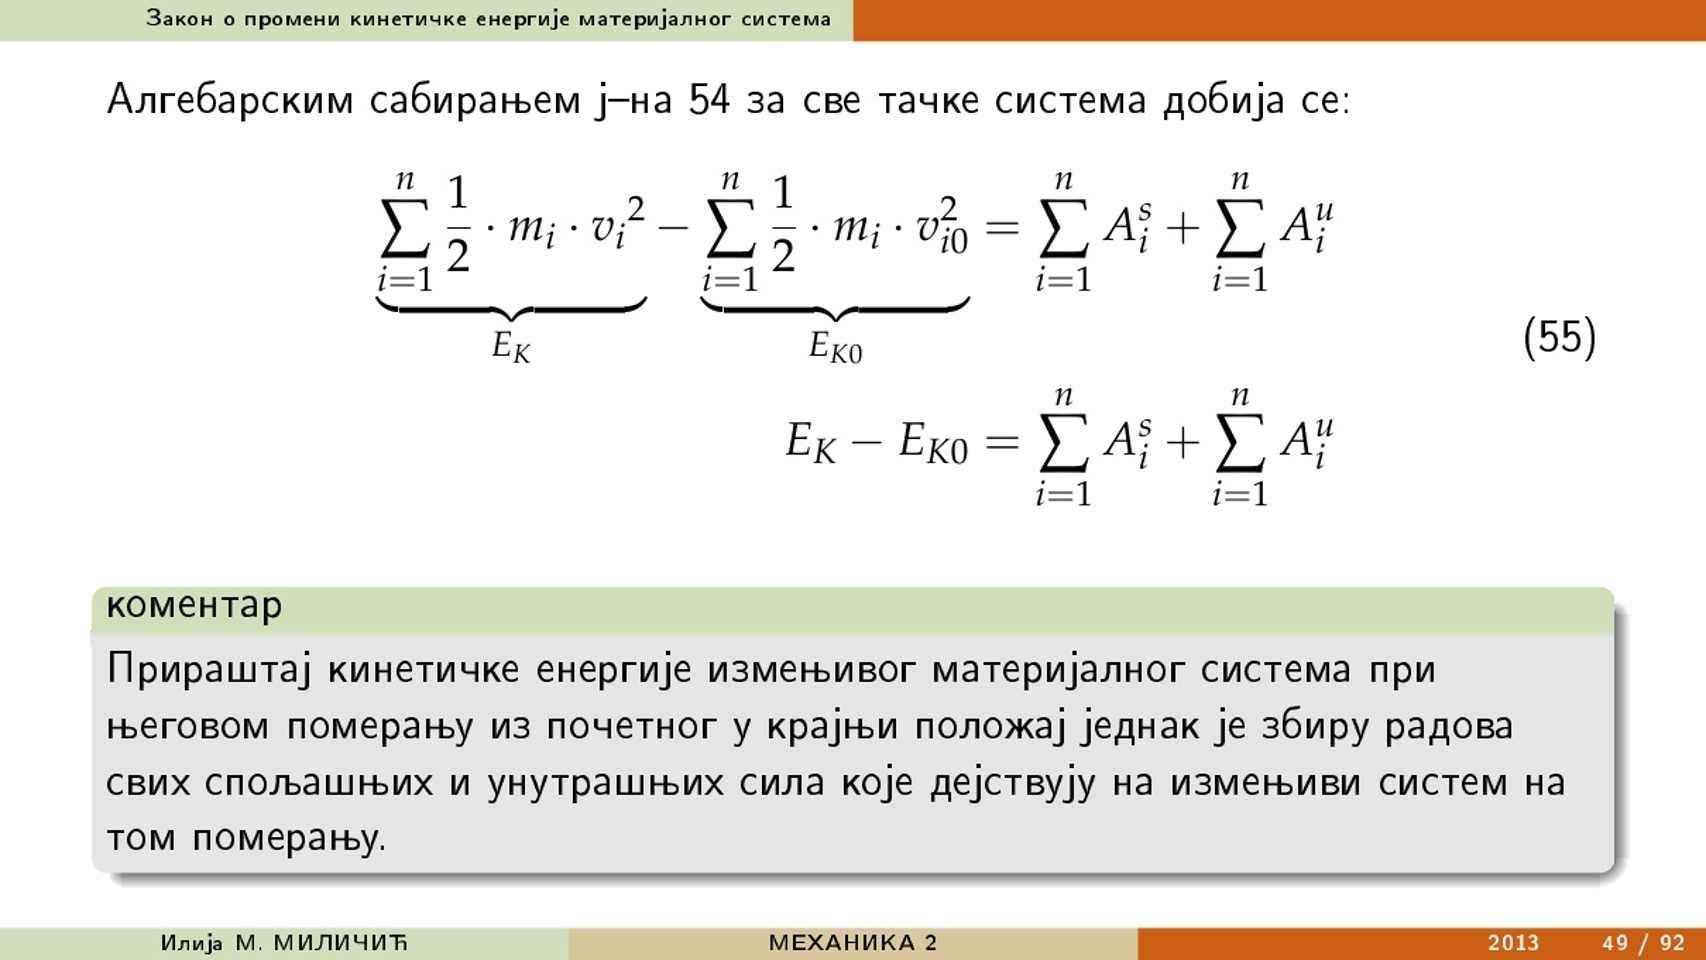 Закон о промени кинетичке енергије материјалног система
Алгебарским сабирањем ј–на 54 за све тачке система добија се:
$\underbrace{\sum_{i=1}^{n} \frac{1}{2} \cdot m_i \cdot {v_i}^2}_{E_K} - \underbrace{\sum_{i=1}^{n} \frac{1}{2} \cdot m_i \cdot v_{i0}^2}_{E_{K0}} = \sum_{i=1}^{n} A_i^s + \sum_{i=1}^{n} A_i^u$
(55)
$E_K - E_{K0} = \sum_{i=1}^{n} A_i^s + \sum_{i=1}^{n} A_i^u$
коментар
Прираштај кинетичке енергије измењивог материјалног система при
његовом померању из почетног у крајњи положај једнак је збиру радова
свих спољашњих и унутрашњих сила које дејствују на измењиви систем на
том померању.
Илија М. МИЛИЧИЋ МЕХАНИКА 2 2013 49 / 92